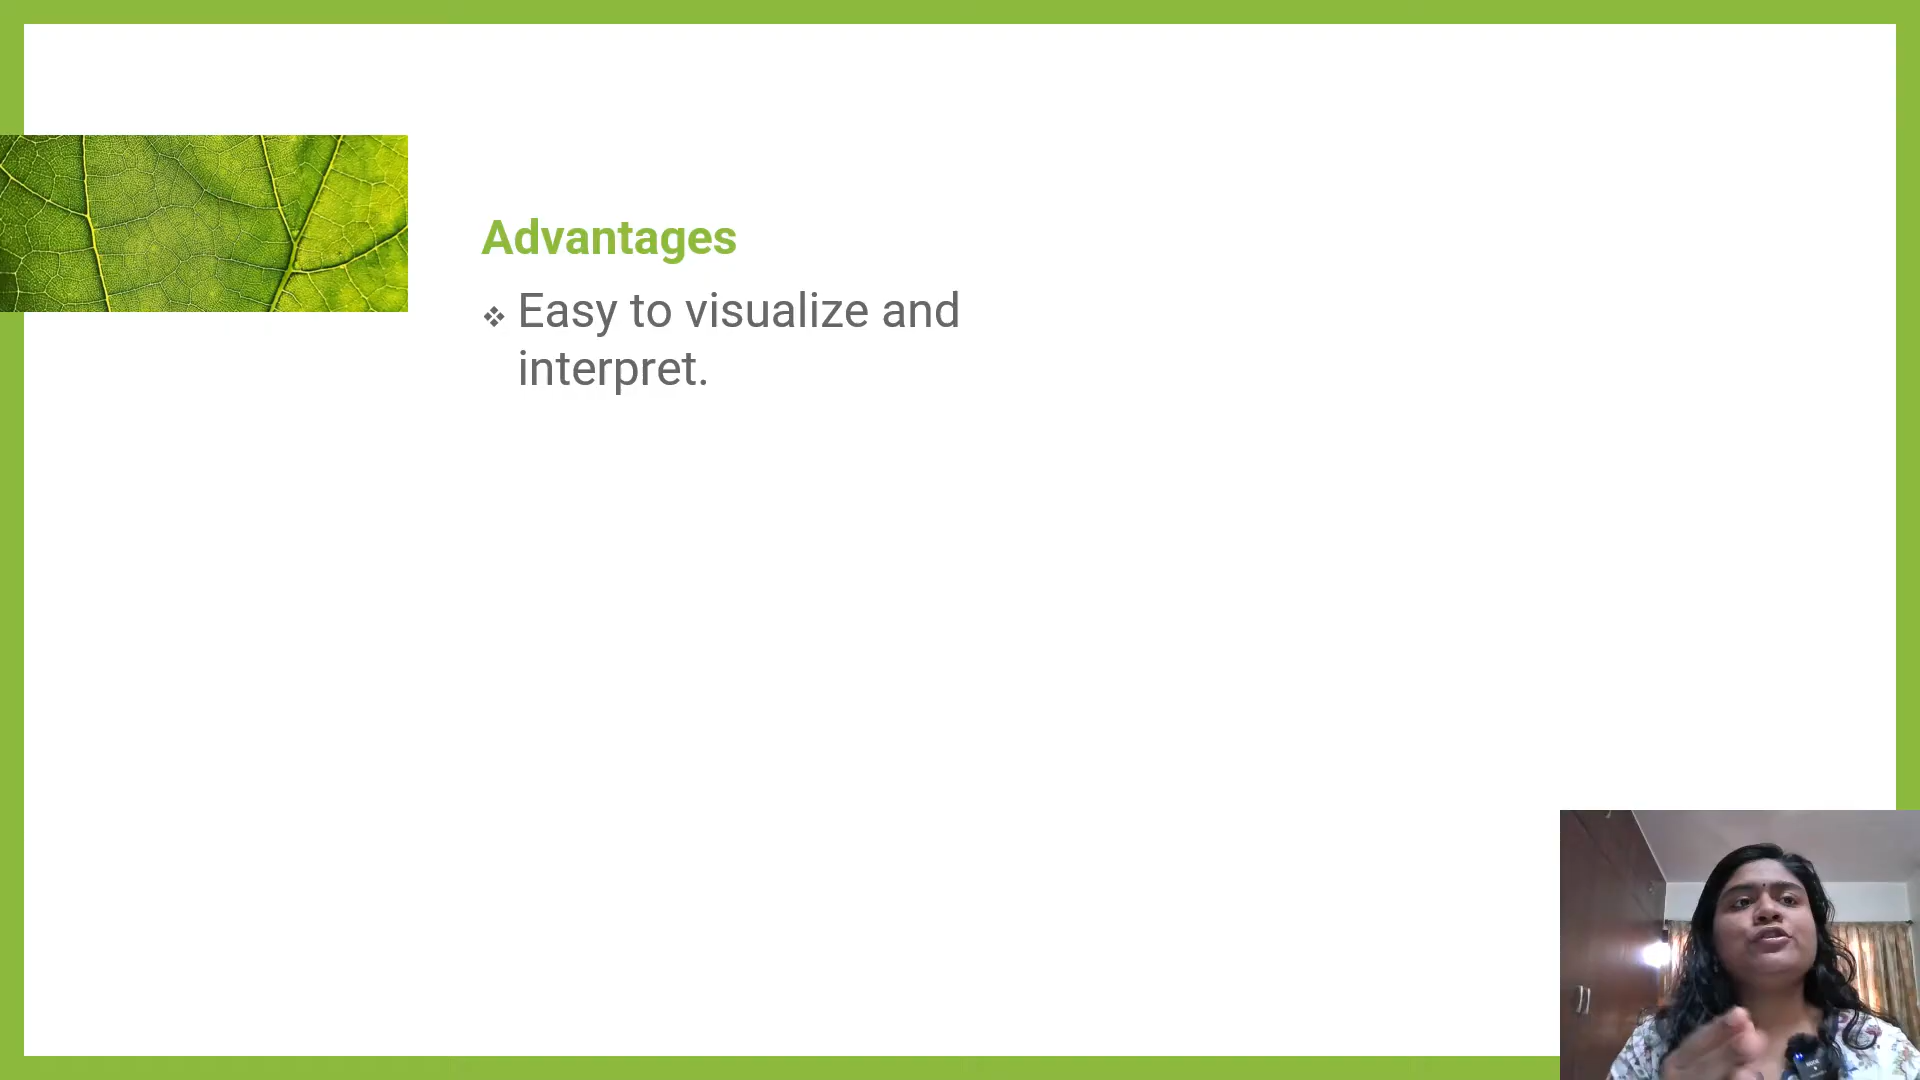 Advantages
❖ Easy to visualize and
interpret.